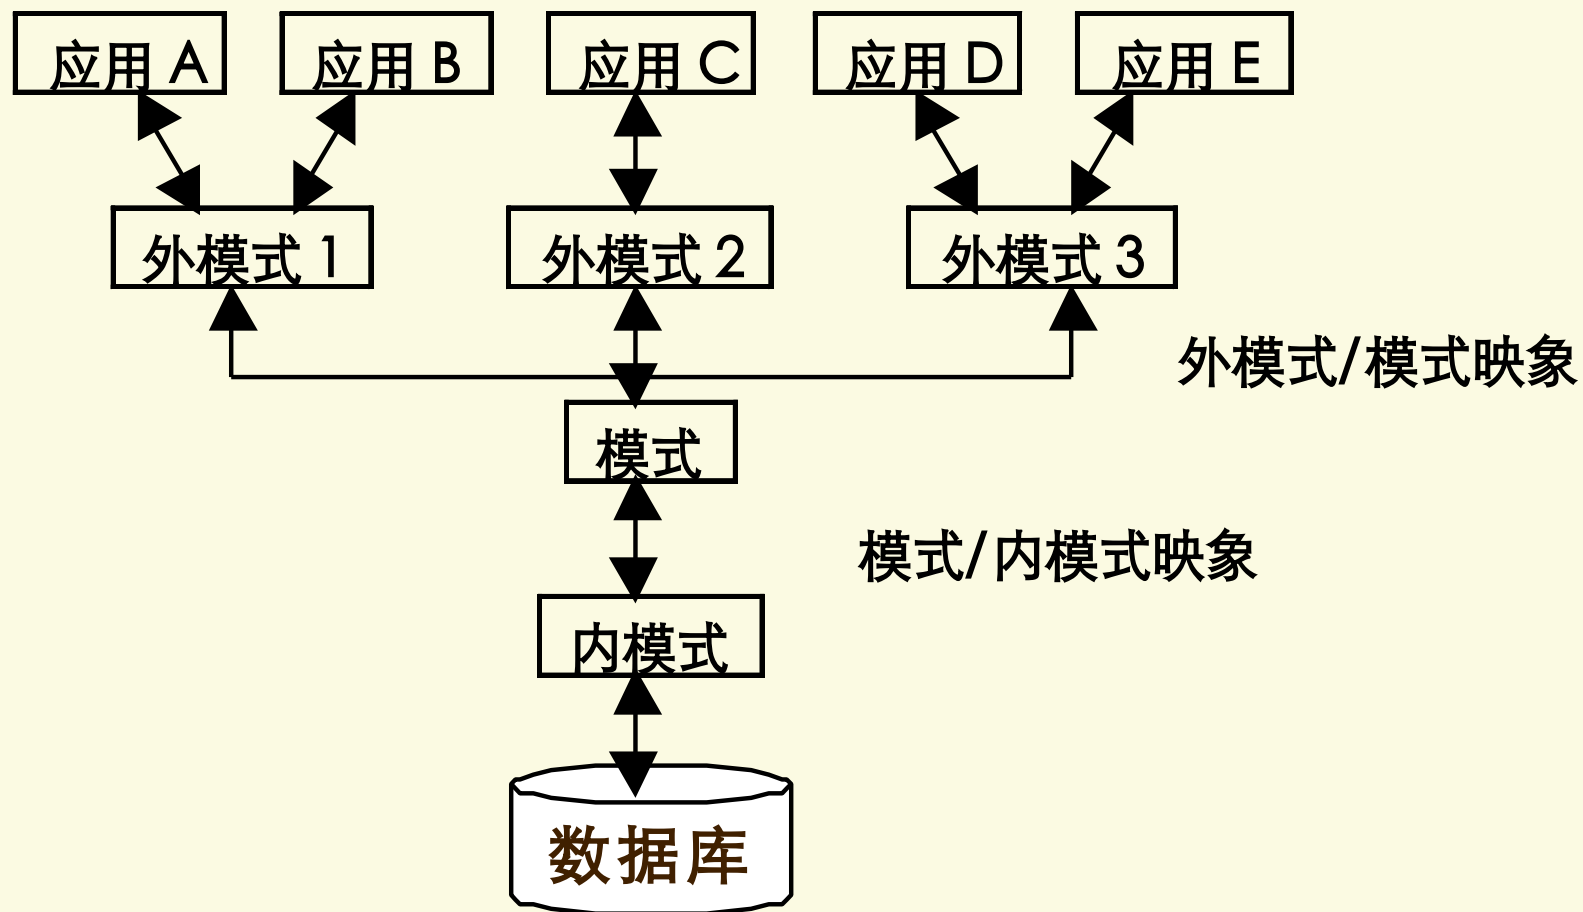 应用 A
应用 B
应用 C
应用 D
应用 E
外模式 1
外模式 2
外模式 3
外模式/模式映象
模式
模式/内模式映象
内模式
数据库